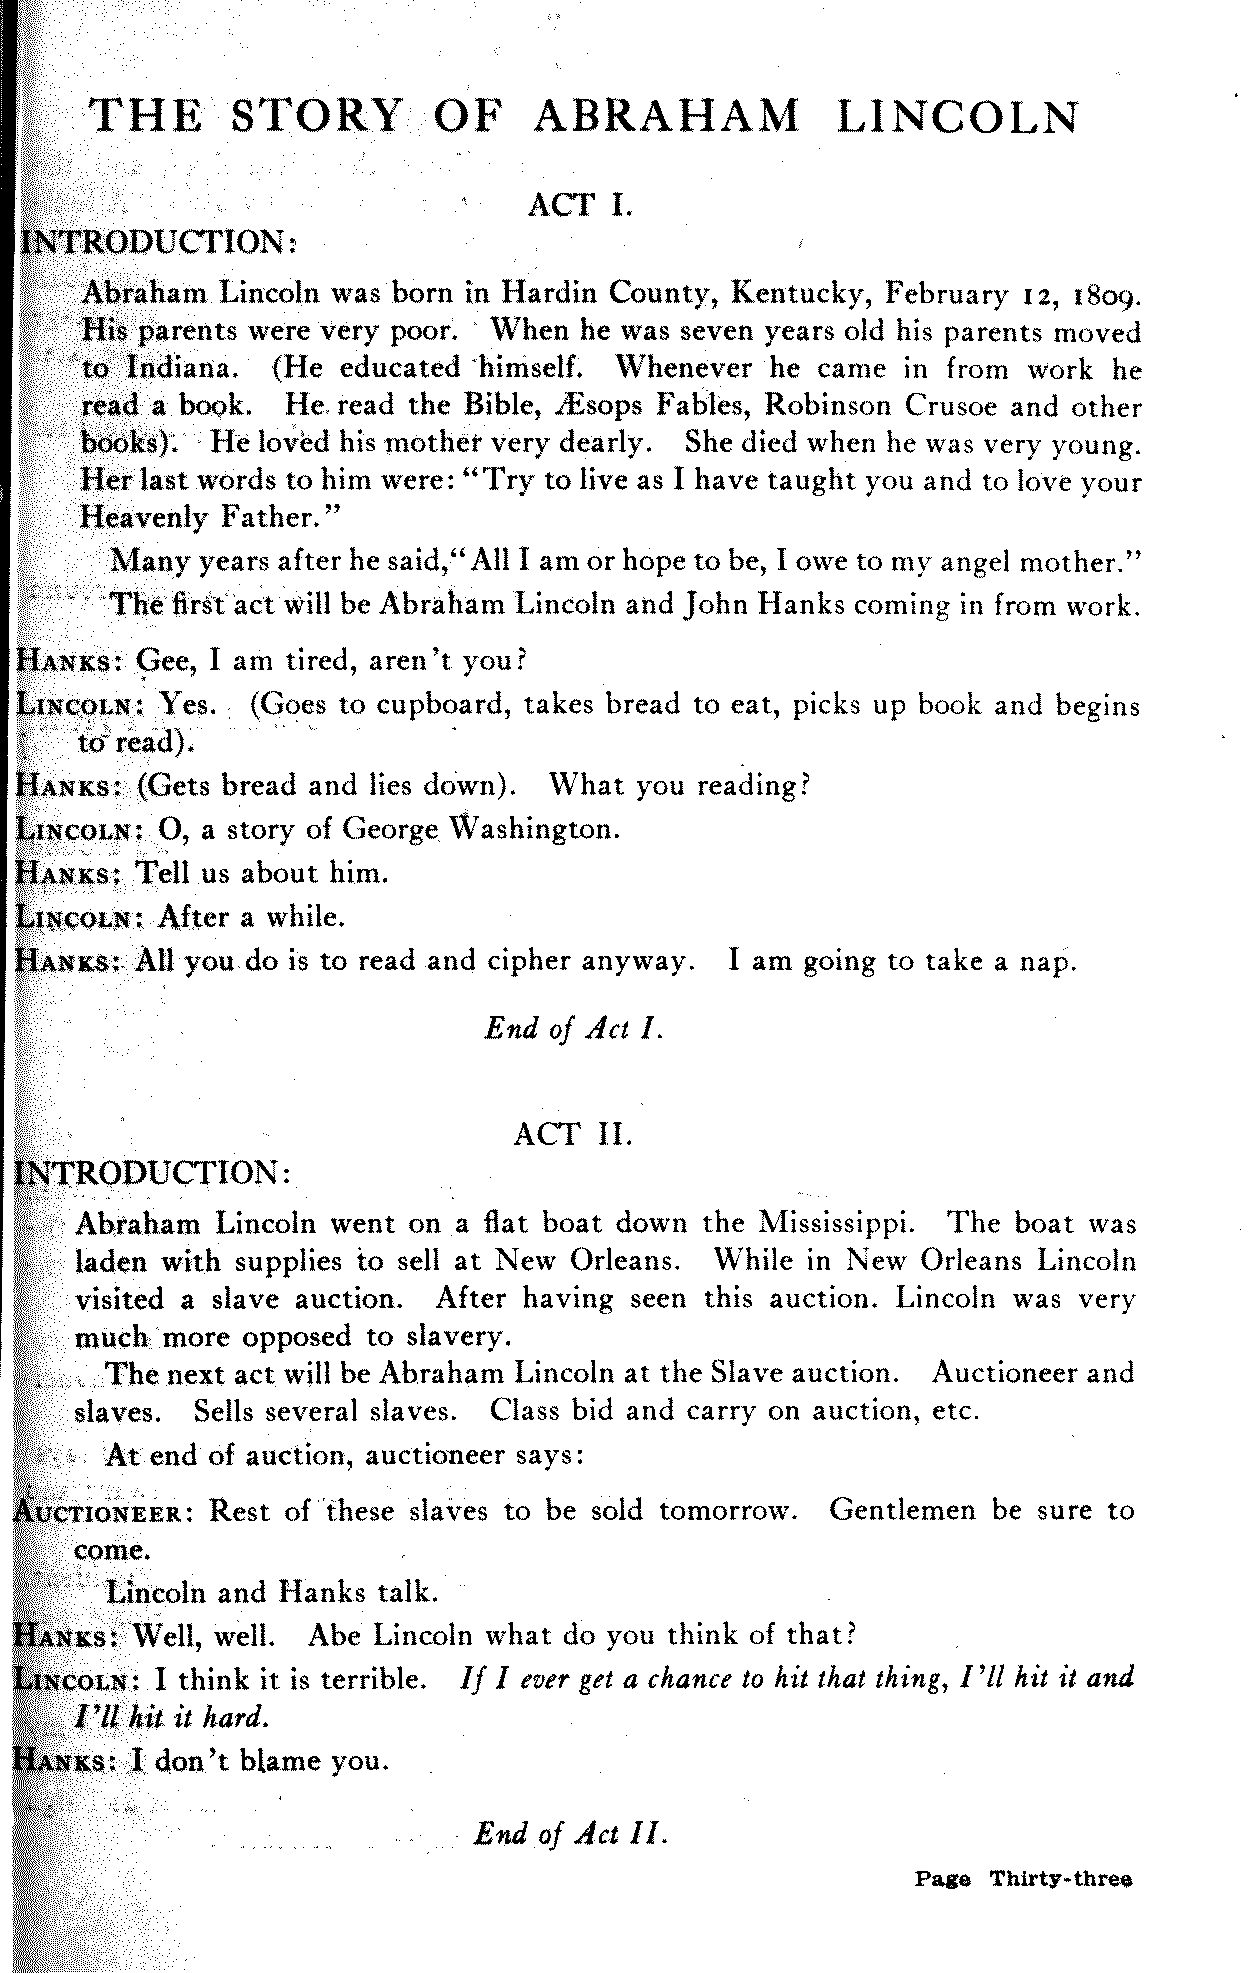 THE STORY OF ABRAHAM LINCOLN
ACT I.
INTRODUCTION:
Abraham Lincoln was born in Hardin County, Kentucky, February 12, 1809.
His parents were very poor. When he was seven years old his parents moved
to Indiana. (He educated himself. Whenever he came in from work he
read a book. He read the Bible, Æsops Fables, Robinson Crusoe and other
books). He loved his mother very dearly. She died when he was very young.
Her last words to him were: "Try to live as I have taught you and to love your
Heavenly Father."
Many years after he said, "All I am or hope to be, I owe to my angel mother."
The first act will be Abraham Lincoln and John Hanks coming in from work.
HANKS: Gee, I am tired, aren't you?
LINCOLN: Yes. (Goes to cupboard, takes bread to eat, picks up book and begins
to read).
HANKS: (Gets bread and lies down). What you reading?
LINCOLN: O, a story of George Washington.
HANKS: Tell us about him.
LINCOLN: After a while.
HANKS: All you do is to read and cipher anyway. I am going to take a nap.
End of Act I.
ACT II.
INTRODUCTION:
Abraham Lincoln went on a flat boat down the Mississippi. The boat was
laden with supplies to sell at New Orleans. While in New Orleans Lincoln
visited a slave auction. After having seen this auction. Lincoln was very
much more opposed to slavery.
The next act will be Abraham Lincoln at the Slave auction. Auctioneer and
slaves. Sells several slaves. Class bid and carry on auction, etc.
At end of auction, auctioneer says:
AUCTIONEER: Rest of these slaves to be sold tomorrow. Gentlemen be sure to
come.
Lincoln and Hanks talk.
HANKS: Well, well. Abe Lincoln what do you think of that?
LINCOLN: I think it is terrible. If I ever get a chance to hit that thing, I'll hit it and
I'll hit it hard.
HANKS: I don't blame you.
End of Act II.
Page Thirty-three